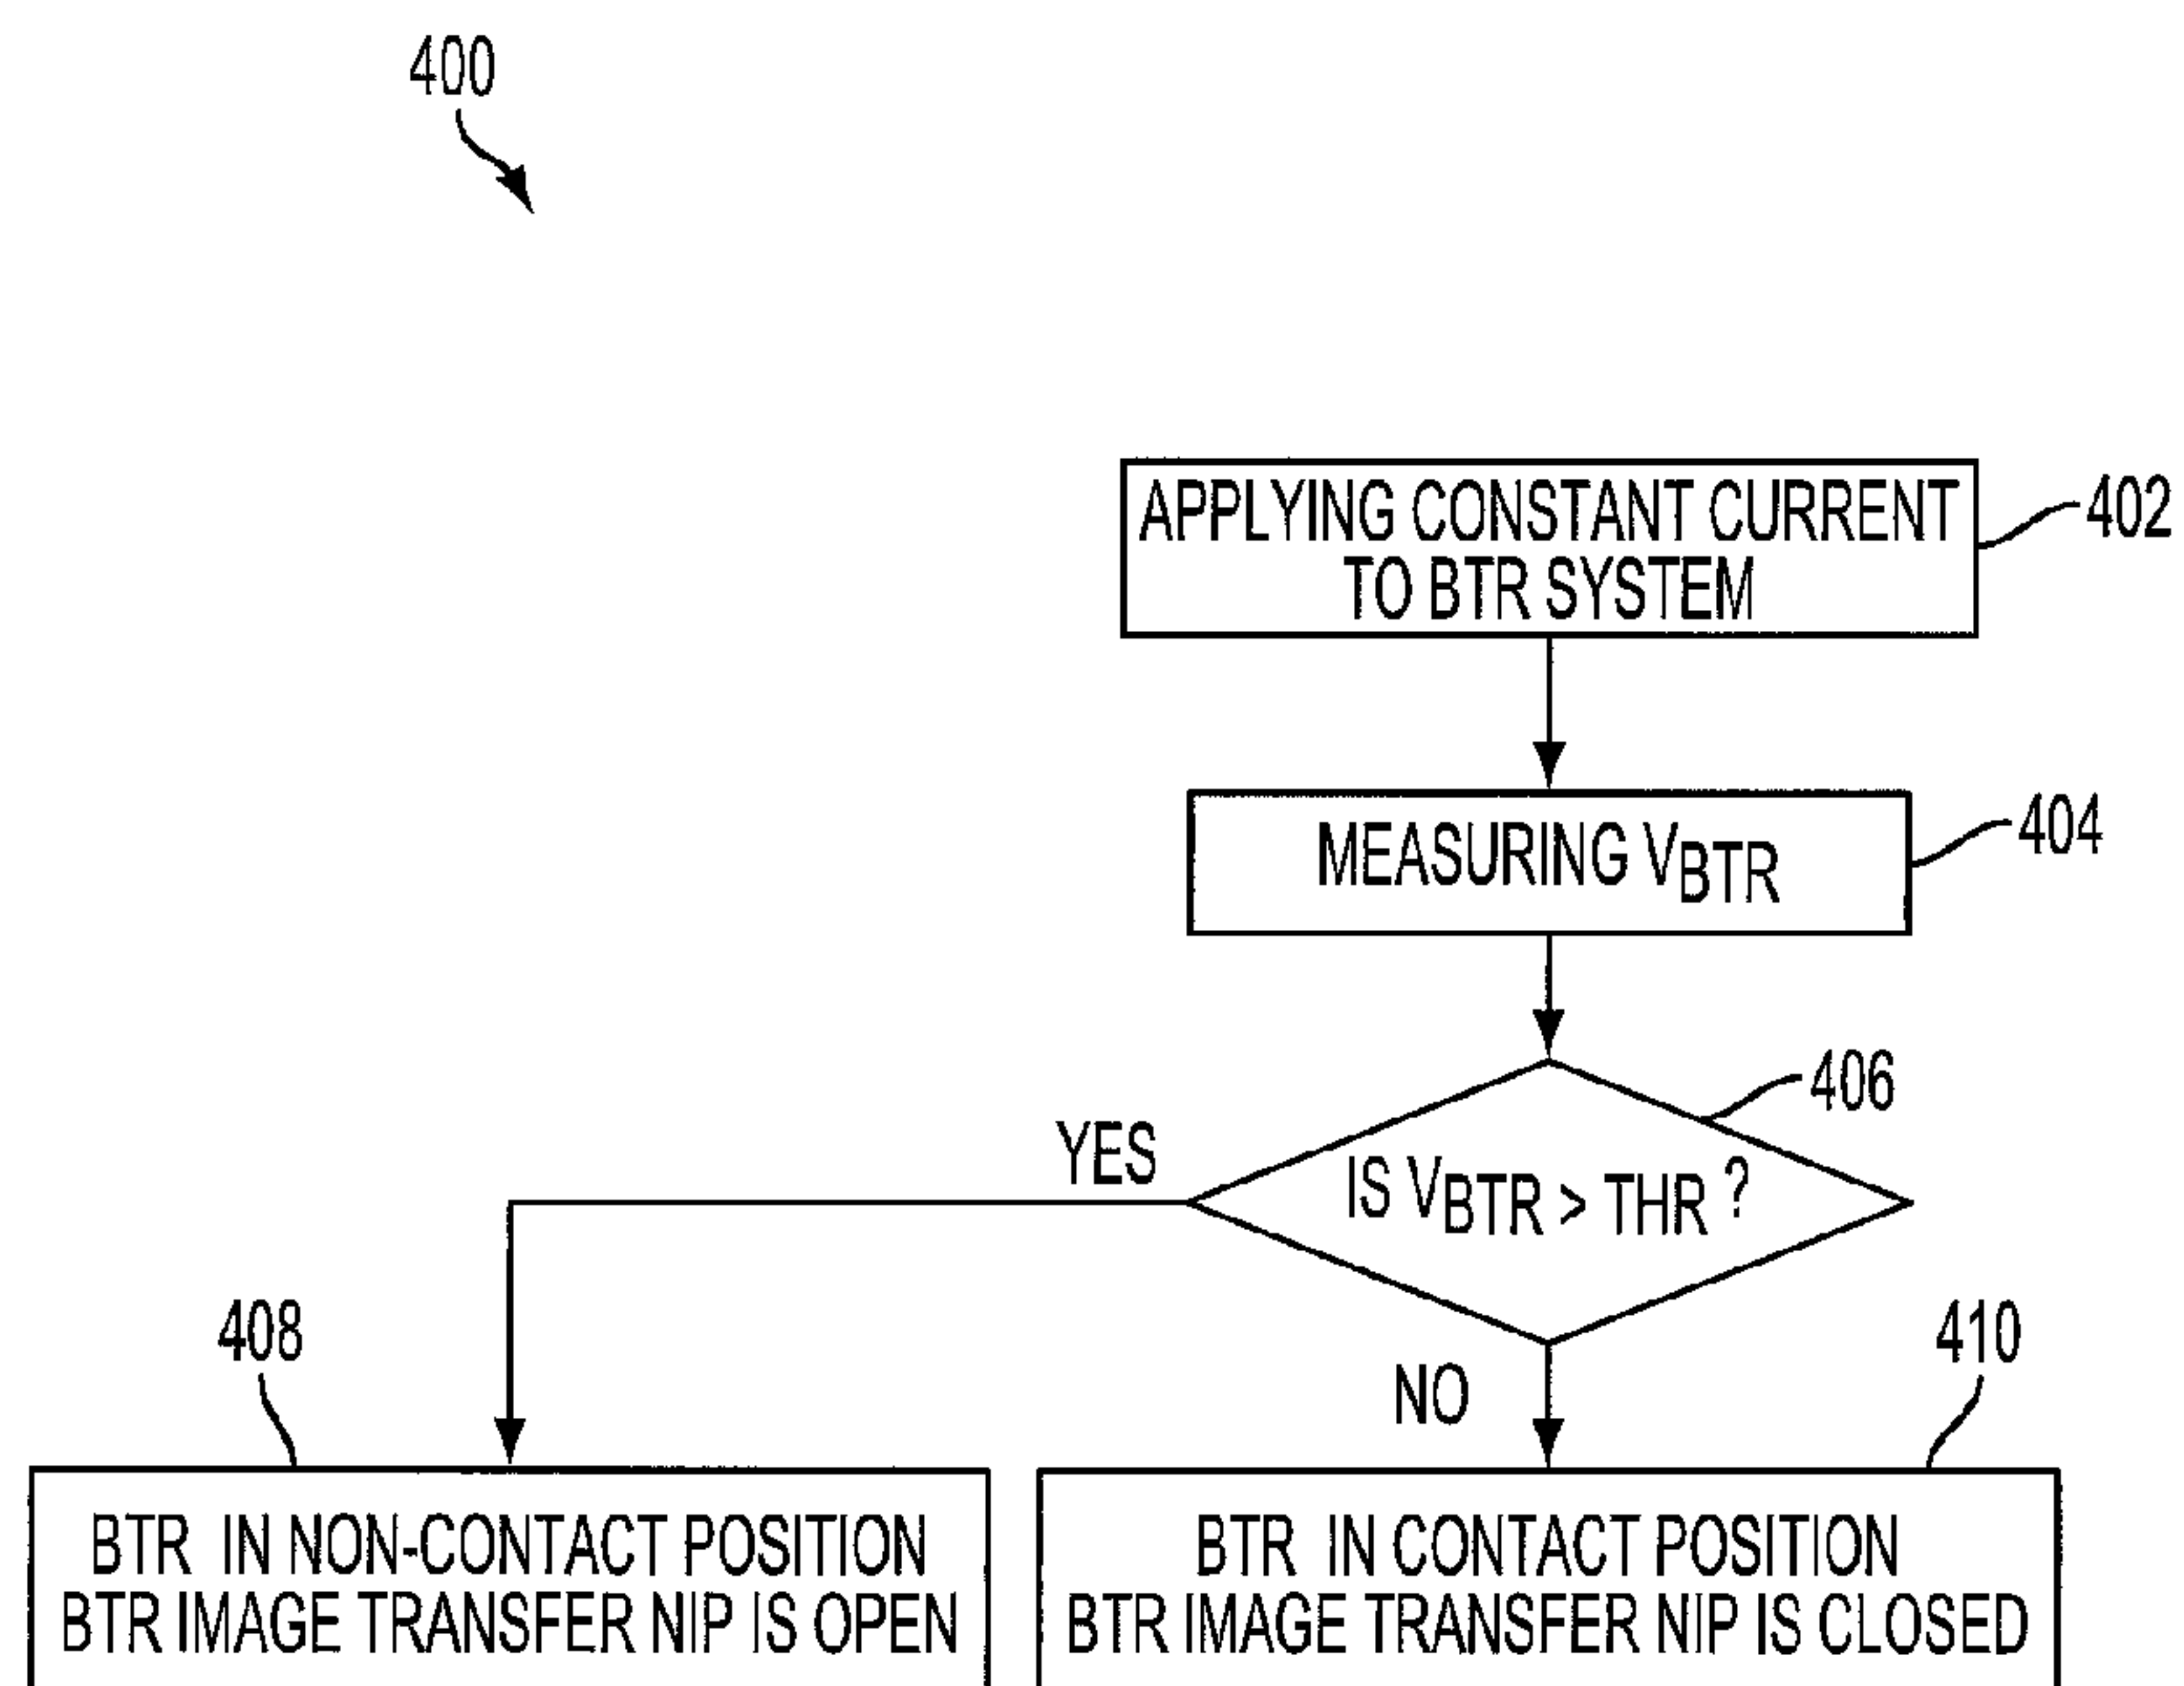 400
APPLYING CONSTANT CURRENT
TO BTR SYSTEM
402
MEASURING VBTR
404
406
YES
IS VBTR > THR ?
408
NO
410
BTR IN NON-CONTACT POSITION
BTR IMAGE TRANSFER NIP IS OPEN
BTR IN CONTACT POSITION
BTR IMAGE TRANSFER NIP IS CLOSED